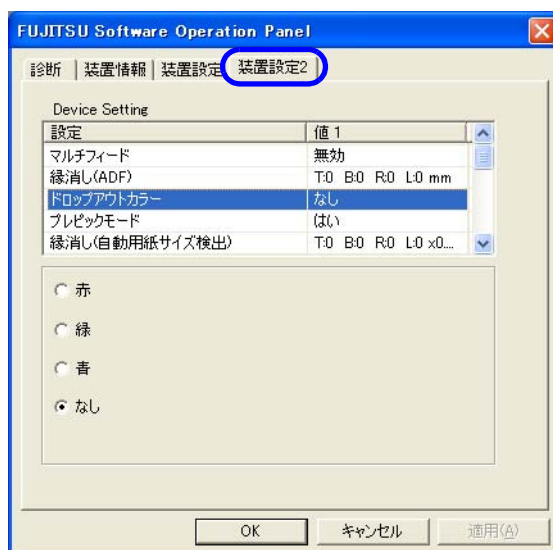 FUJITSU Software Operation Panel
診断 装置情報 装置設定 装置設定2
Device Setting
設定 値 1
マルチフィード 無効
縁消し(ADF) T:0 B:0 R:0 L:0 mm
ドロップアウトカラー なし
プレピックモード はい
縁消し(自動用紙サイズ検出) T:0 B:0 R:0 L:0 x0...
赤
緑
青
なし
OK キャンセル 適用(A)